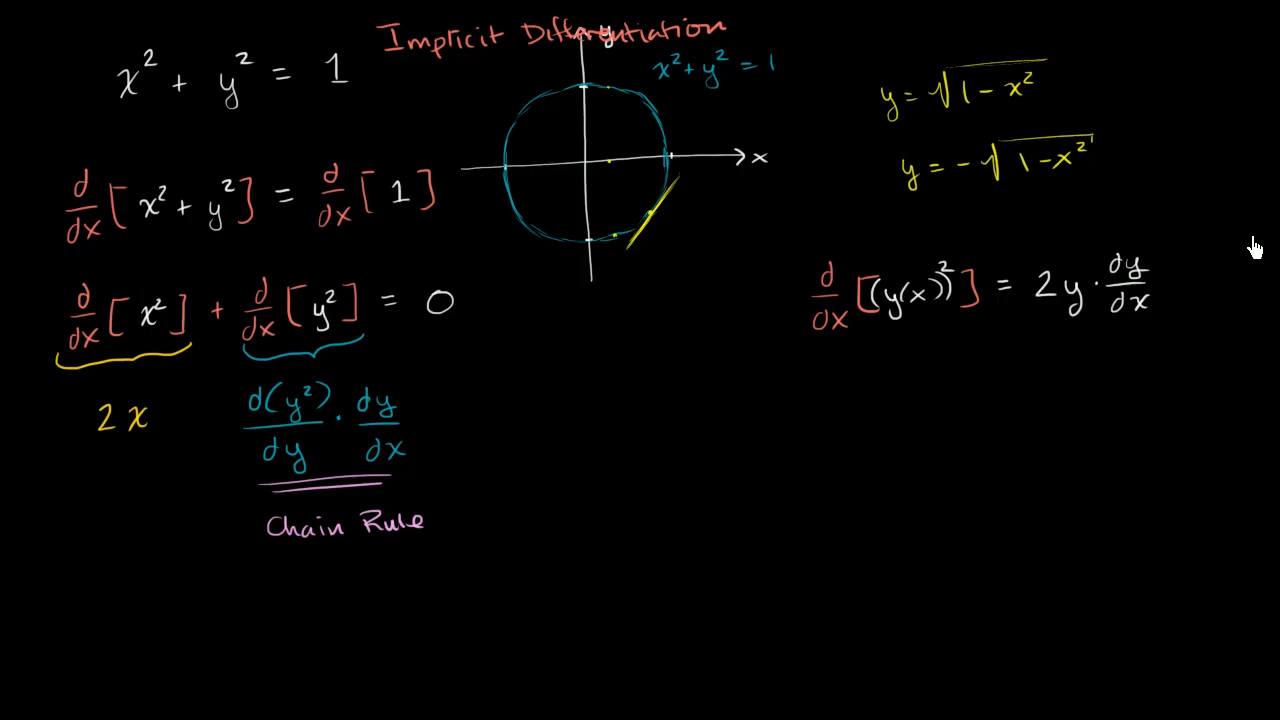 Implicit Differentiation
x² + y² = 1
y
x² + y² = 1
x
y = √(1 - x²)
y = -√(1 - x²)
d/dx [x² + y²] = d/dx [1]
d/dx [x²] + d/dx [y²] = 0
d/dx [(y(x))²] = 2y · dy/dx
2x
d(y²)/dy · dy/dx
Chain Rule